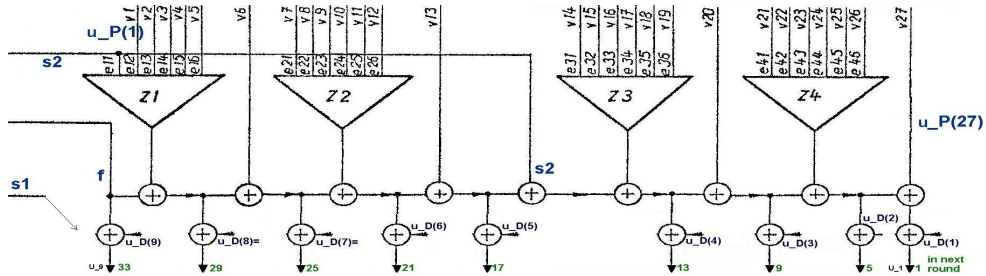 v1 v2 v3 v4 v5 v6 v7 v8 v9 v10 v11 v12 v13 v14 v15 v16 v17 v18 v19 v20 v21 v22 v23 v24 v25 v26 v27
u_P(1)
s2
e11 e12 e13 e14 e15 e16 e21 e22 e23 e24 e25 e26 e31 e32 e33 e34 e35 e36 e41 e42 e43 e44 e45 e46
Z1 Z2 Z3 Z4
u_P(27)
s1 f s2
u_D(9) u_D(8)= u_D(7)= u_D(6) u_D(5) u_D(4) u_D(3) u_D(2) u_D(1)
U_9 33 29 25 21 17 13 9 5 U_1 1 in next
round